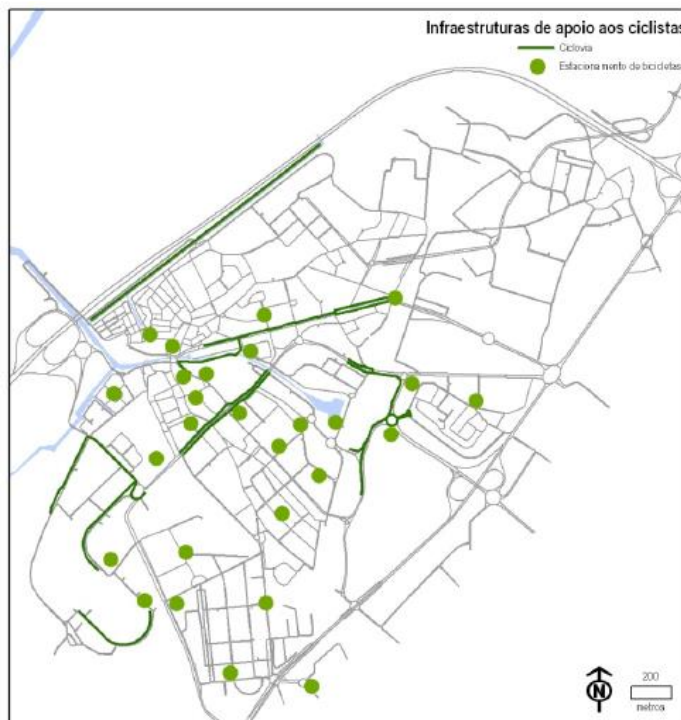 Infraestruturas de apoio aos ciclistas
Ciclovia
Estacionamento de bicicletas
N
200
metros